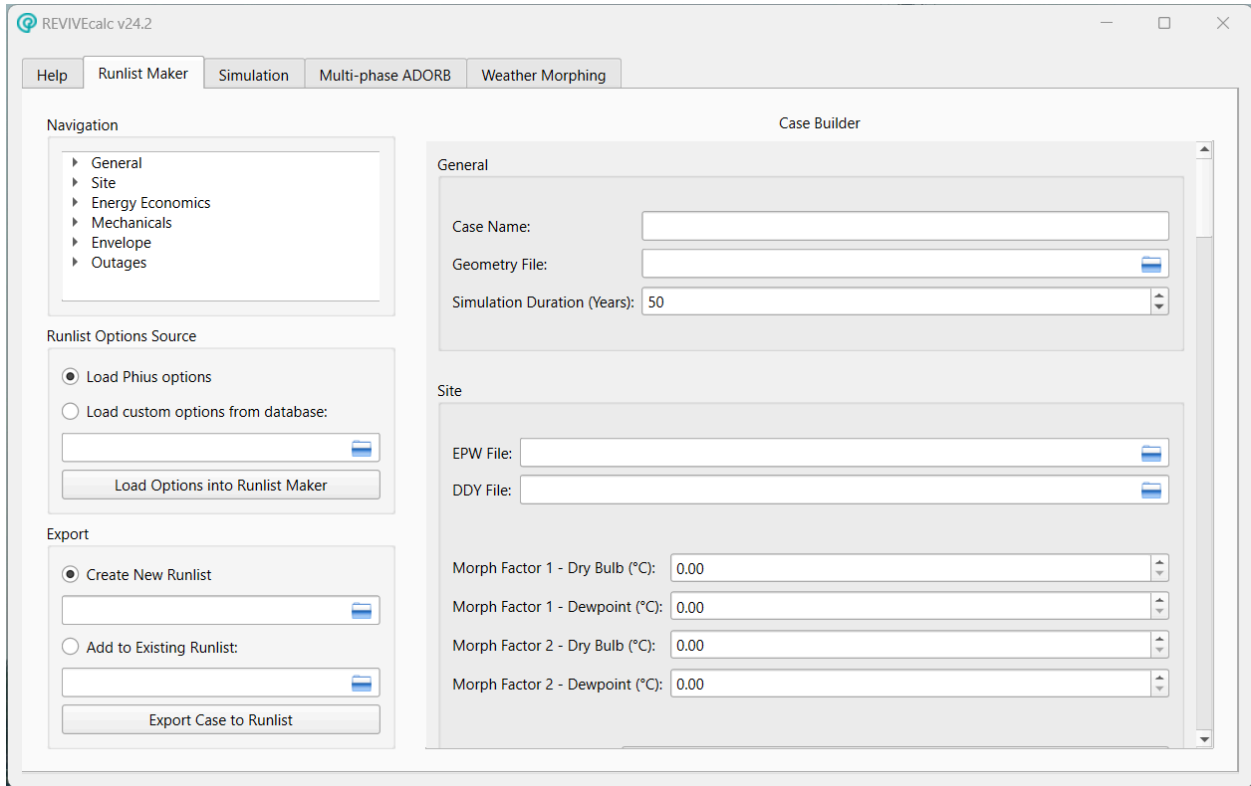 REVIVEcalc v24.2
Help
Runlist Maker
Simulation
Multi-phase ADORB
Weather Morphing
Navigation
General
Site
Energy Economics
Mechanicals
Envelope
Outages
Runlist Options Source
Load Phius options
Load custom options from database:
Load Options into Runlist Maker
Export
Create New Runlist
Add to Existing Runlist:
Export Case to Runlist
Case Builder
General
Case Name:
Geometry File:
Simulation Duration (Years): 50
Site
EPW File:
DDY File:
Morph Factor 1 - Dry Bulb (°C): 0.00
Morph Factor 1 - Dewpoint (°C): 0.00
Morph Factor 2 - Dry Bulb (°C): 0.00
Morph Factor 2 - Dewpoint (°C): 0.00